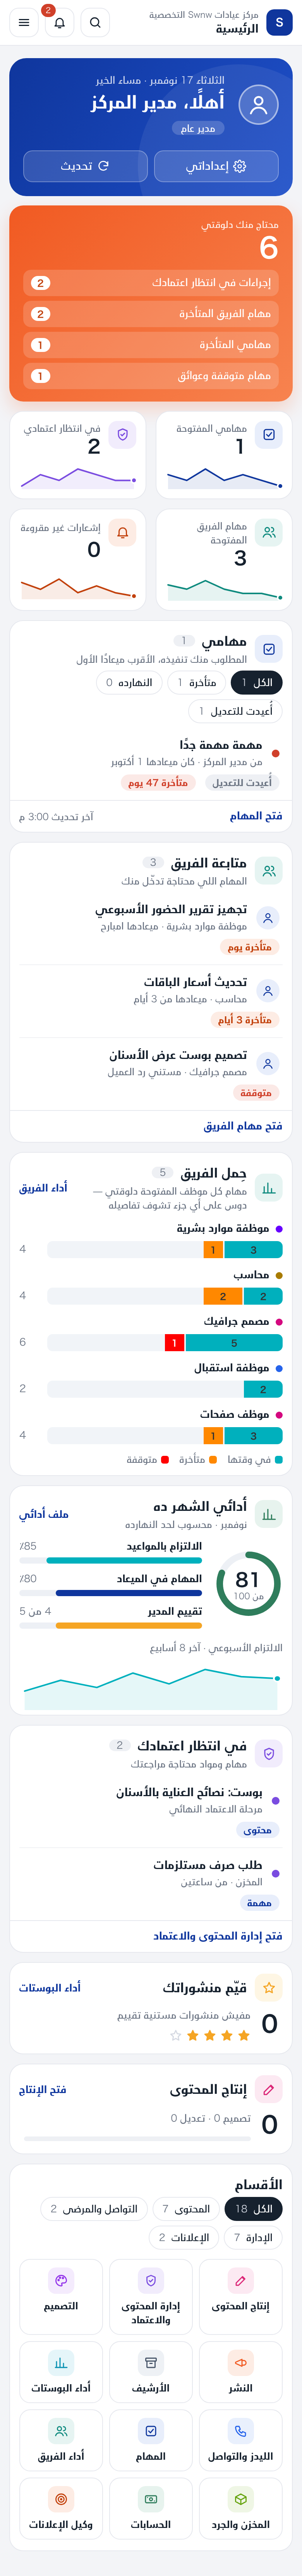 S
مركز عيادات Swnw التخصصية
الرئيسية
2
الثلاثاء 17 نوفمبر · مساء الخير
أهلًا، مدير المركز
مدير عام
إعداداتي
تحديث
محتاج منك دلوقتي
6
إجراءات في انتظار اعتمادك
2
مهام الفريق المتأخرة
2
مهامي المتأخرة
1
مهام متوقفة وعوائق
1
مهامي المفتوحة
1
في انتظار اعتمادي
2
مهام الفريق المفتوحة
3
إشعارات غير مقروءة
0
مهامي 1
المطلوب منك تنفيذه، الأقرب ميعادًا الأول
الكل 1
متأخرة 1
النهارده 0
أُعيدت للتعديل 1
مهمة مهمة جدًا
من مدير المركز · كان ميعادها 1 أكتوبر
أُعيدت للتعديل
متأخرة 47 يوم
فتح المهام
آخر تحديث 3:00 م
متابعة الفريق 3
المهام اللي محتاجة تدخّل منك
تجهيز تقرير الحضور الأسبوعي
موظفة موارد بشرية · ميعادها امبارح
متأخرة يوم
تحديث أسعار الباقات
محاسب · ميعادها من 3 أيام
متأخرة 3 أيام
تصميم بوست عرض الأسنان
مصمم جرافيك · مستني رد العميل
متوقفة
فتح مهام الفريق
حِمل الفريق 5
أداء الفريق
مهام كل موظف المفتوحة دلوقتي —
دوس على أي جزء تشوف تفاصيله
موظفة موارد بشرية
3
1
4
محاسب
2
2
4
مصمم جرافيك
5
1
6
موظفة استقبال
2
2
موظف صفحات
3
1
4
في وقتها
متأخرة
متوقفة
أدائي الشهر ده
ملف أدائي
نوفمبر · محسوب لحد النهارده
81
من 100
الالتزام بالمواعيد
85٪
المهام في الميعاد
80٪
تقييم المدير
4 من 5
الالتزام الأسبوعي · آخر 8 أسابيع
في انتظار اعتمادك 2
مهام ومواد محتاجة مراجعتك
بوست: نصائح العناية بالأسنان
مرحلة الاعتماد النهائي
محتوى
طلب صرف مستلزمات
المخزن · من ساعتين
مهمة
فتح إدارة المحتوى والاعتماد
قيّم منشوراتك
أداء البوستات
0
مفيش منشورات مستنية تقييم
إنتاج المحتوى
فتح الإنتاج
0
تصميم 0 · تعديل 0
الأقسام
الكل 18
المحتوى 7
التواصل والمرضى 2
الإدارة 7
الإعلانات 2
إنتاج المحتوى
إدارة المحتوى والاعتماد
التصميم
النشر
الأرشيف
أداء البوستات
الليدز والتواصل
المهام
أداء الفريق
المخزن والجرد
الحسابات
وكيل الإعلانات